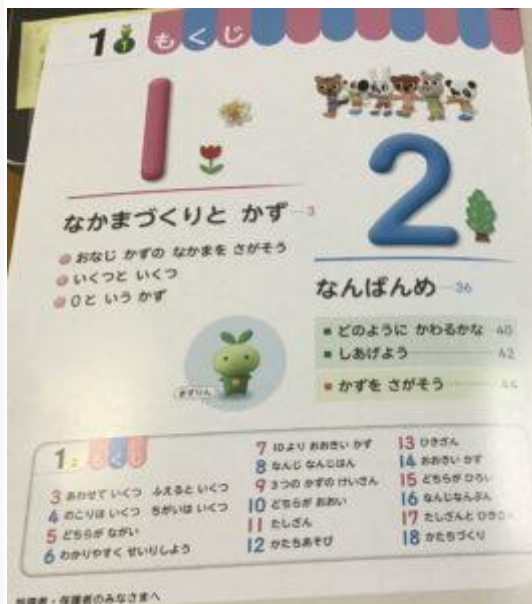 1 1 もくじ
1
なかまづくりと かず 3
おなじ かずの なかまを さがそう
いくつと いくつ
0と いう かず
2
なんばんめ 36
どのように かわるかな 40
しあげよう 42
かずを さがそう 44
かずりん
1 2 もくじ
3 あわせて いくつ ふえると いくつ
4 のこりは いくつ ちがいは いくつ
5 どちらが ながい
6 わかりやすく せいりしよう
7 10より おおきい かず
8 なんじ なんじはん
9 3つの かずの けいさん
10 どちらが おおい
11 たしざん
12 かたちあそび
13 ひきざん
14 おおきい かず
15 どちらが ひろい
16 なんじなんぷん
17 たしざんと ひきざん
18 かたちづくり
保護者のみなさまへ